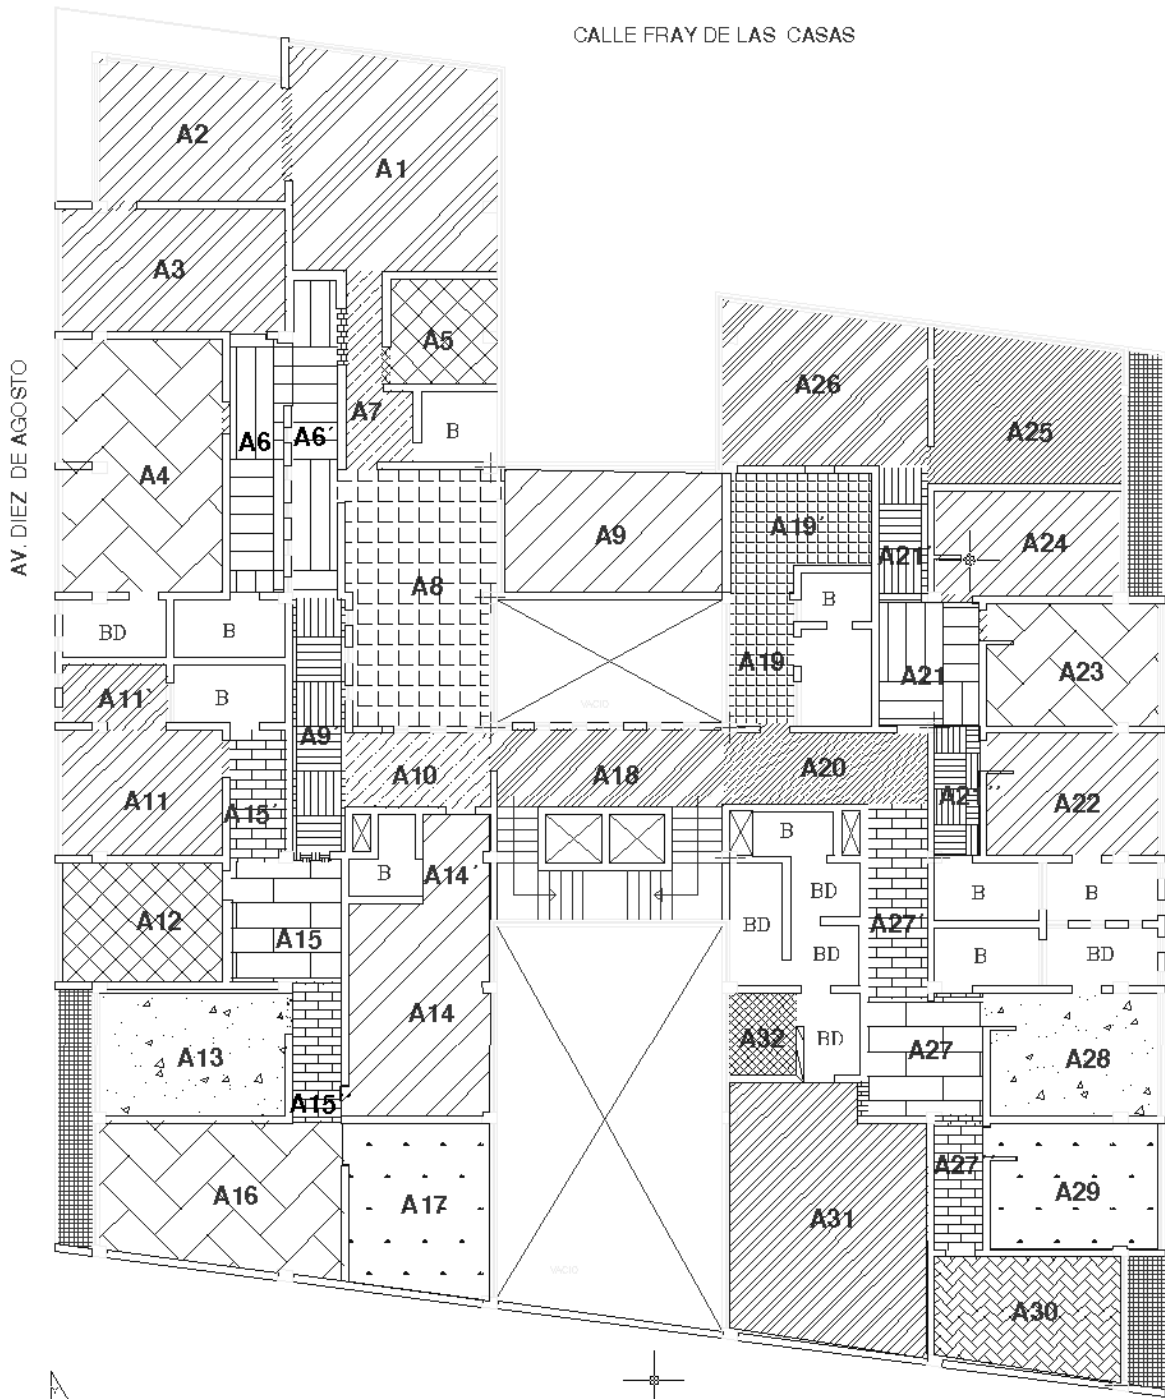 CALLE FRAY DE LAS CASAS
AV. DIEZ DE AGOSTO
A2
A1
A3
A5
A26
A7
A25
A6
A6´
B
A4
A9
A19´
A24
A21´
A8
B
BD
B
A19
A21
A23
A11´
B
VACIO
A9´
A10
A18
A20
A11
A15´
A22
B
B
A14´
BD
B
B
A12
A15
BD
A27´
BD
B
BD
A14
A32
BD
A13
A27
A28
A15´
A27´
A16
A17
A31
A29
VACIO
A30